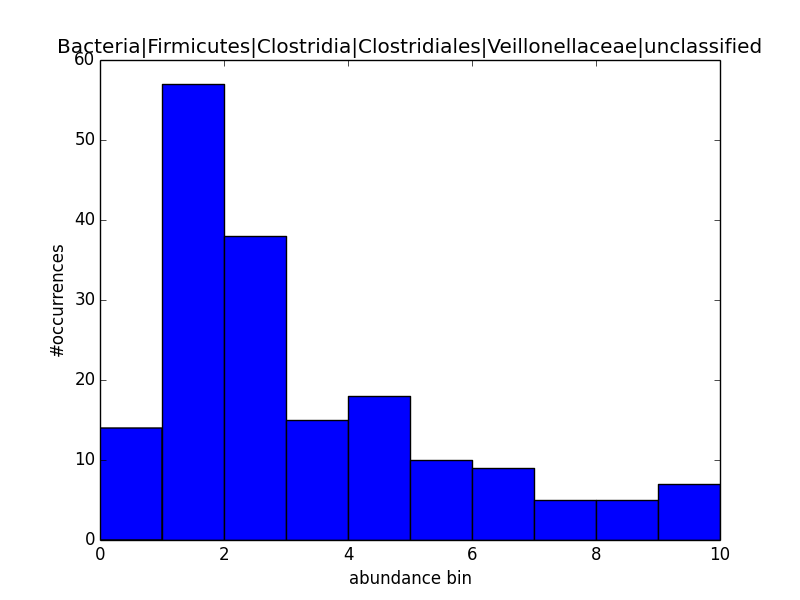 Bacteria|Firmicutes|Clostridia|Clostridiales|Veillonellaceae|unclassified
60
50
40
30
20
10
0
#occurrences
0 2 4 6 8 10
abundance bin